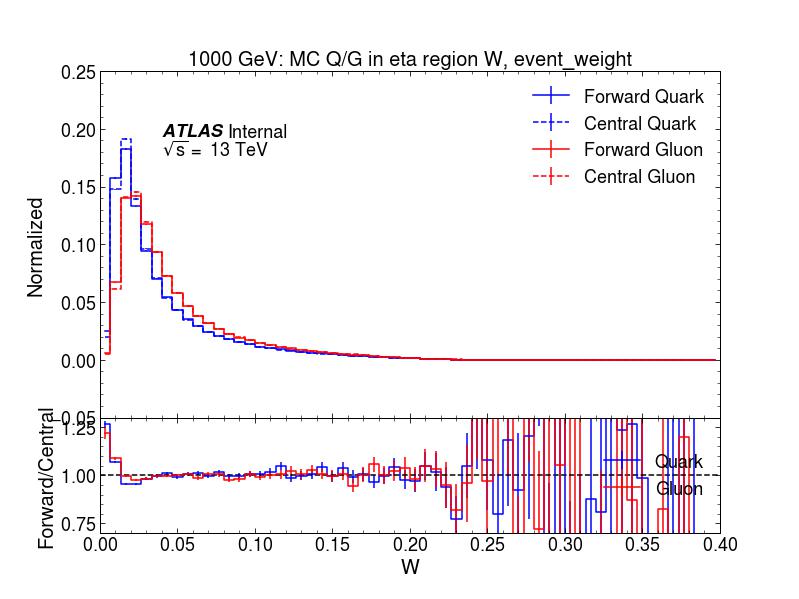 1000 GeV: MC Q/G in eta region W, event_weight
0.25
0.20
0.15
0.10
0.05
0.00
0.05
Normalized
ATLAS Internal
√s = 13 TeV
Forward Quark
Central Quark
Forward Gluon
Central Gluon
1.25
1.00
0.75
Forward/Central
Quark
Gluon
0.00 0.05 0.10 0.15 0.20 0.25 0.30 0.35 0.40
W